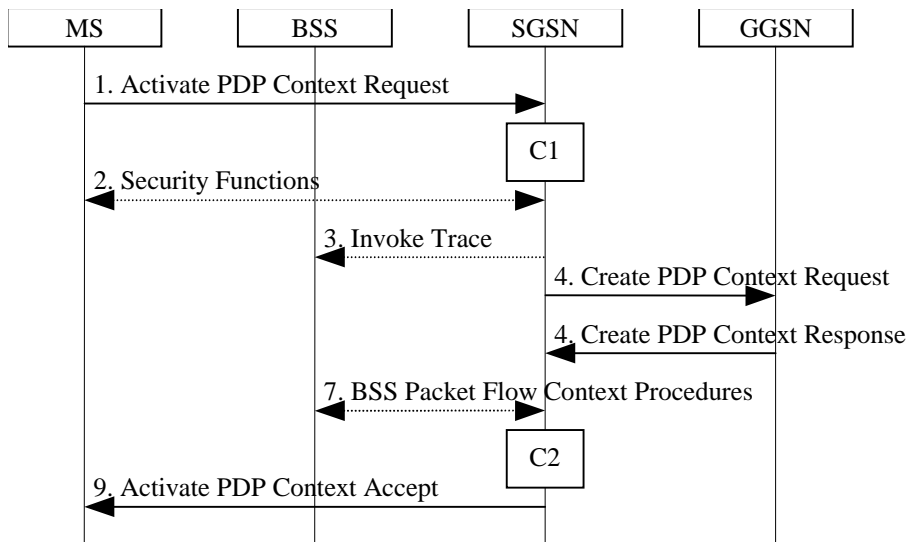 MS
BSS
SGSN
GGSN
1. Activate PDP Context Request
C1
2. Security Functions
3. Invoke Trace
4. Create PDP Context Request
4. Create PDP Context Response
7. BSS Packet Flow Context Procedures
C2
9. Activate PDP Context Accept